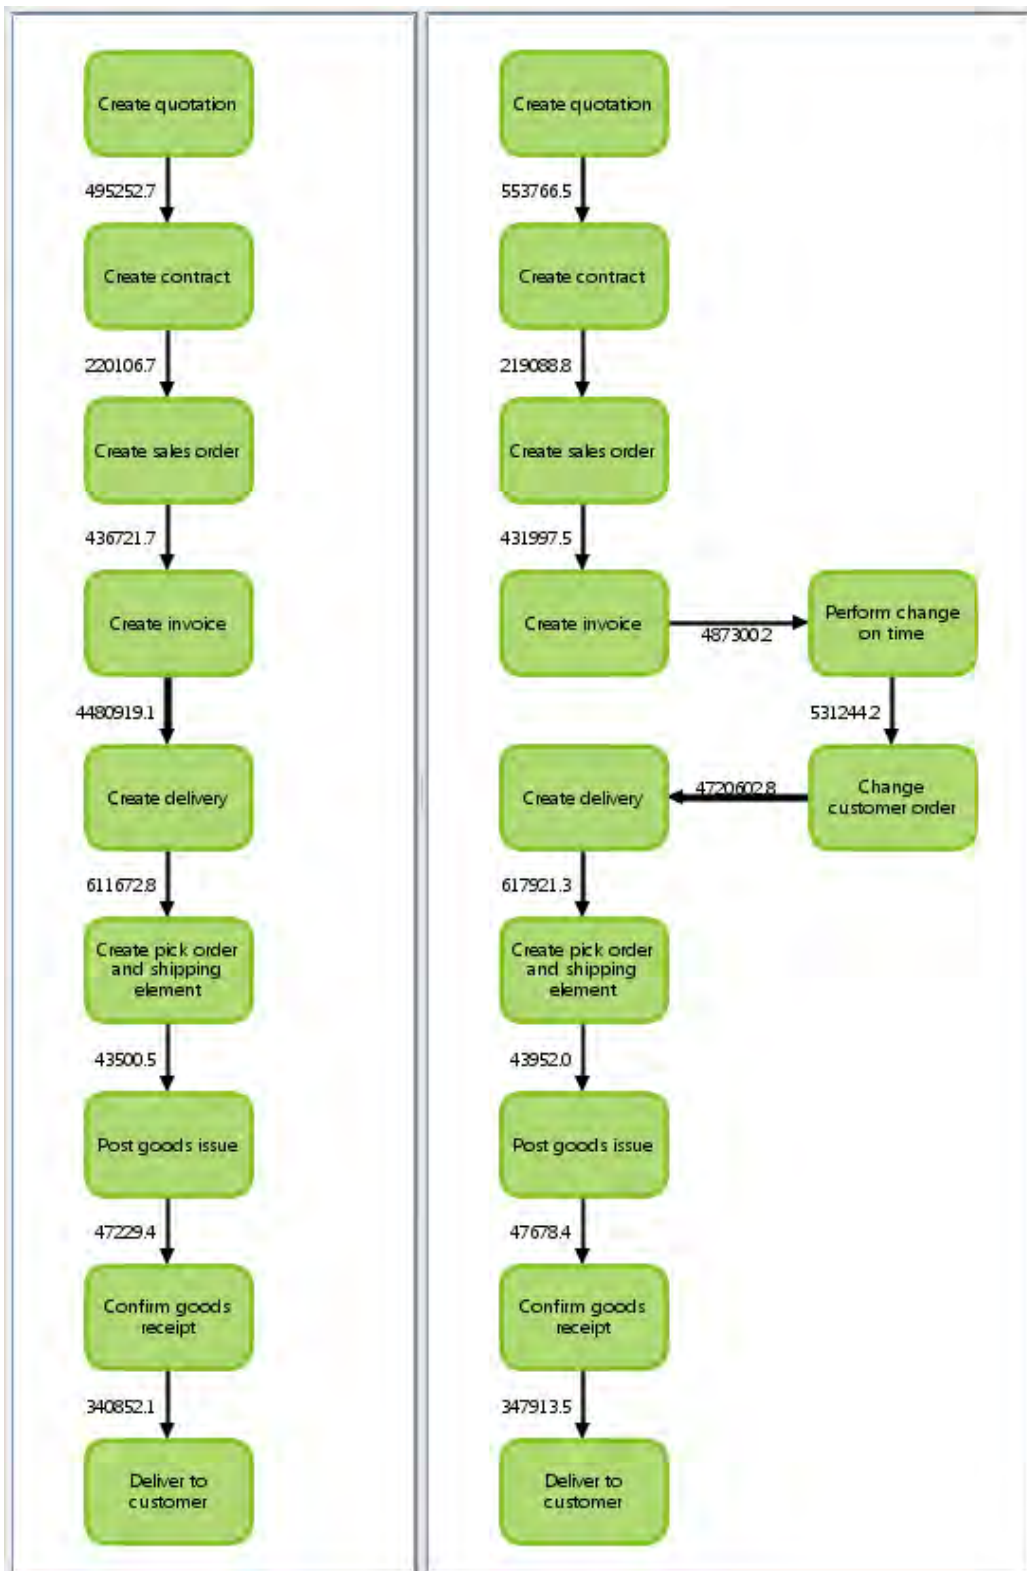 Create quotation
495252.7
Create contract
220106.7
Create sales order
436721.7
Create invoice
4480919.1
Create delivery
611672.8
Create pick order
and shipping
element
43500.5
Post goods issue
47229.4
Confirm goods
receipt
340852.1
Deliver to
customer
Create quotation
553766.5
Create contract
219088.8
Create sales order
431997.5
Create invoice
487300.2
Perform change
on time
531244.2
Change
customer order
4720602.8
Create delivery
617921.3
Create pick order
and shipping
element
43952.0
Post goods issue
47678.4
Confirm goods
receipt
347913.5
Deliver to
customer